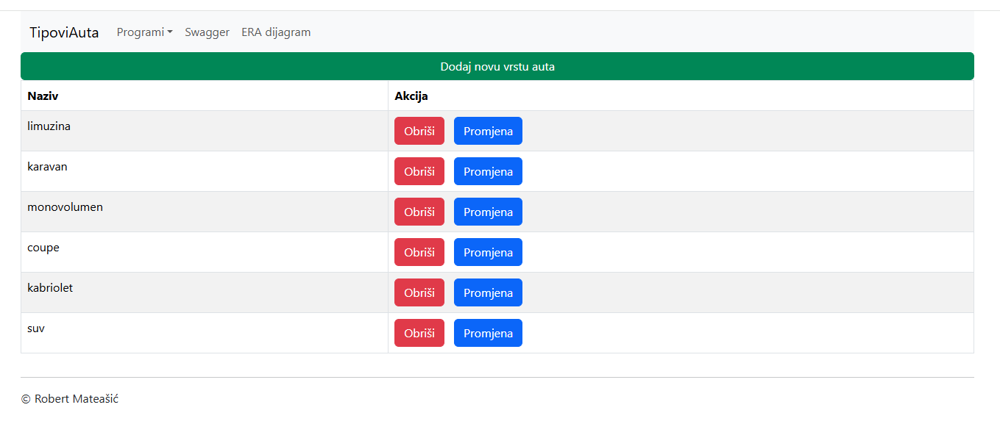 TipoviAuta Programi Swagger ERA dijagram
Dodaj novu vrstu auta
Naziv Akcija
limuzina Obriši Promjena
karavan Obriši Promjena
monovolumen Obriši Promjena
coupe Obriši Promjena
kabriolet Obriši Promjena
suv Obriši Promjena
© Robert Mateašić